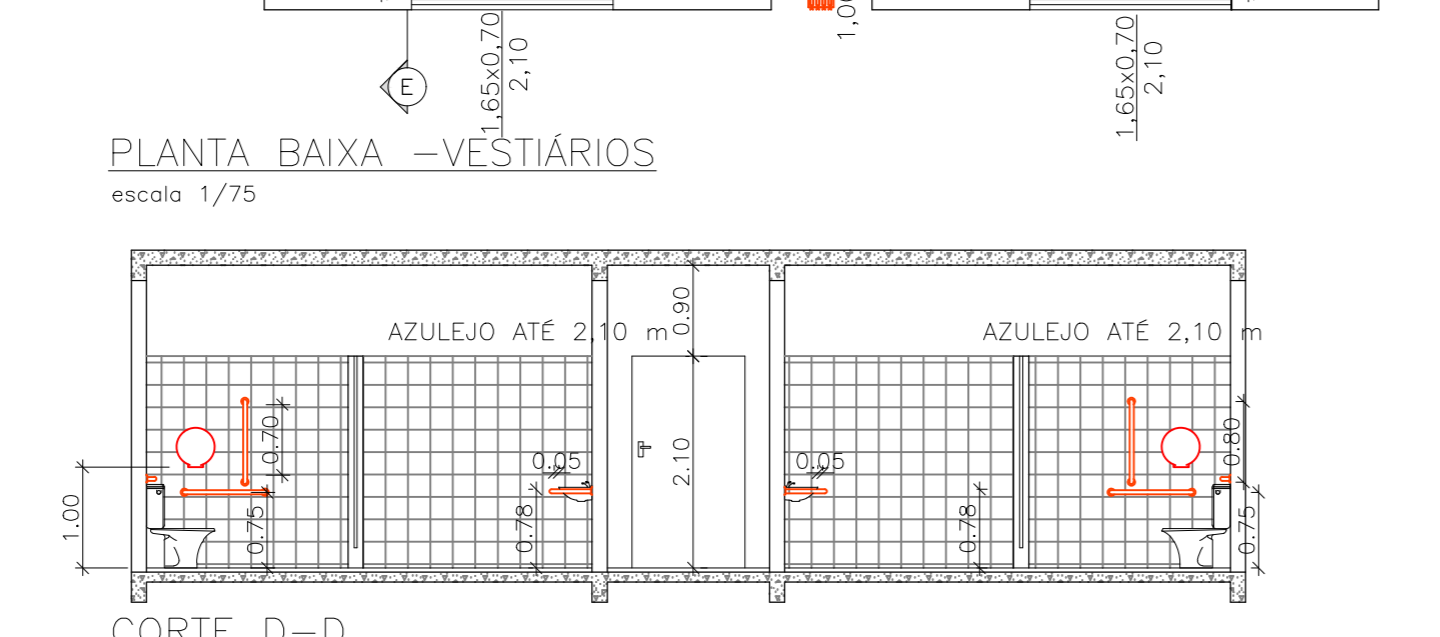 1,00
E
1,65x0,70
2,10
1,65x0,70
2,10
PLANTA BAIXA –VESTIÁRIOS
escala 1/75
AZULEJO ATÉ 2,10 m
0.90
AZULEJO ATÉ 2,10 m
0.70
0.05
2.10
0.05
0.80
1.00
0.75
0.78
0.78
0.75
CORTE D–D